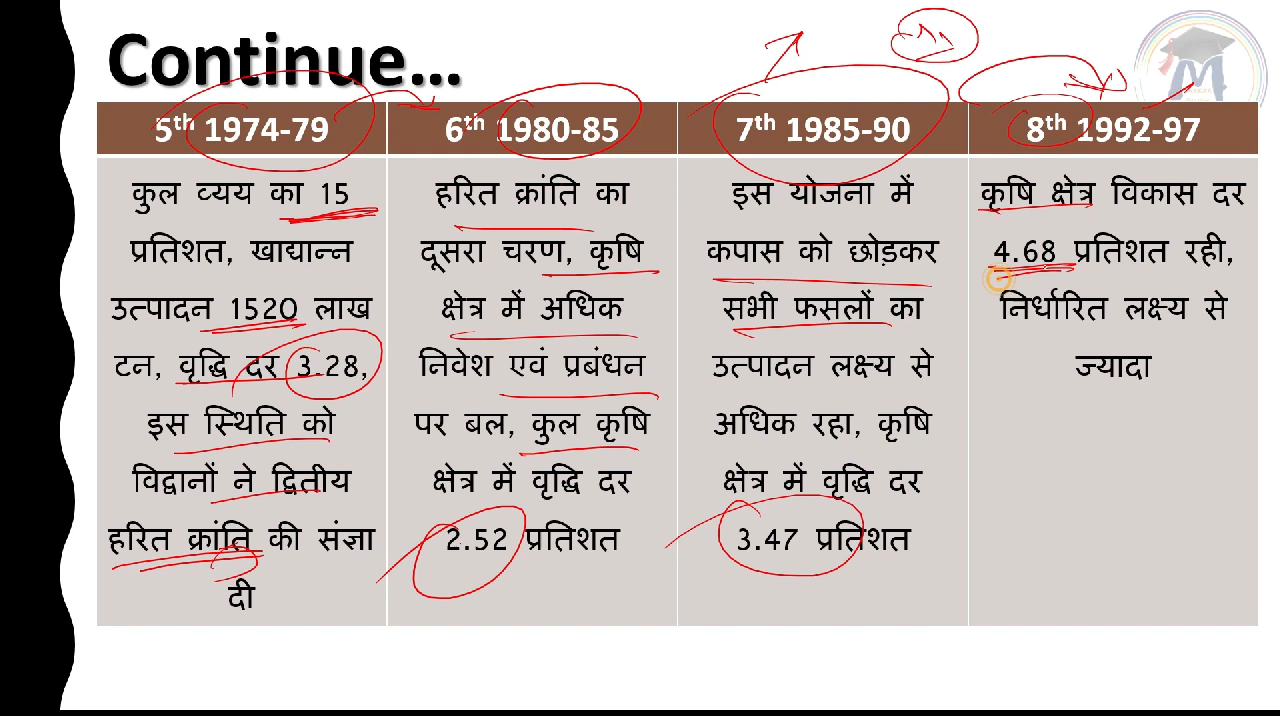 Continue...
5th 1974-79
कुल व्यय का 15
प्रतिशत, खाद्यान्न
उत्पादन 1520 लाख
टन, वृद्धि दर 3.28,
इस स्थिति को
विद्वानों ने द्वितीय
हरित क्रांति की संज्ञा
दी
6th 1980-85
हरित क्रांति का
दूसरा चरण, कृषि
क्षेत्र में अधिक
निवेश एवं प्रबंधन
पर बल, कुल कृषि
क्षेत्र में वृद्धि दर
2.52 प्रतिशत
7th 1985-90
इस योजना में
कपास को छोड़कर
सभी फसलों का
उत्पादन लक्ष्य से
अधिक रहा, कृषि
क्षेत्र में वृद्धि दर
3.47 प्रतिशत
8th 1992-97
कृषि क्षेत्र विकास दर
4.68 प्रतिशत रही,
निर्धारित लक्ष्य से
ज्यादा